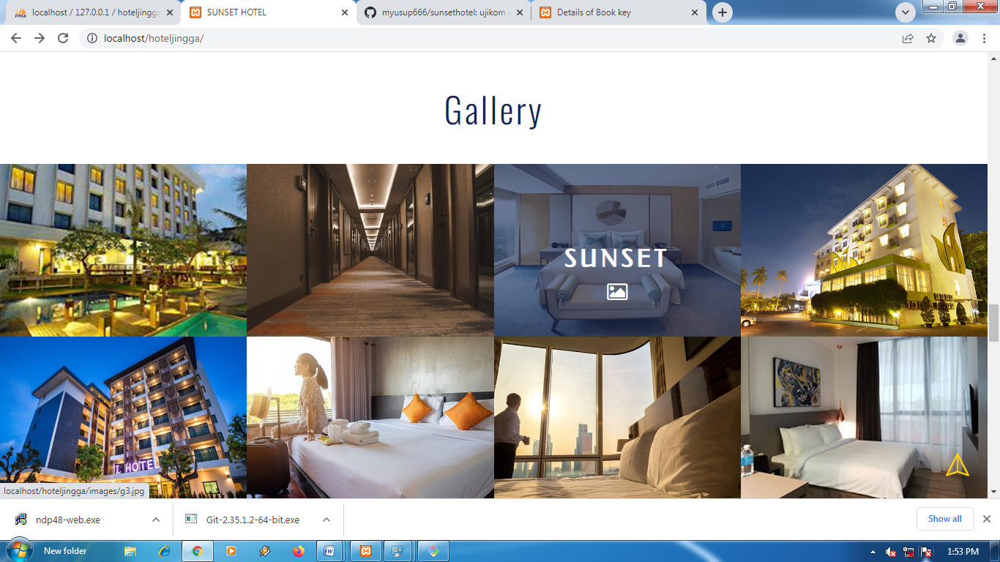 localhost / 127.0.0.1 / hoteljingga
SUNSET HOTEL
myusup666/sunsethotel: ujikom
Details of Book key
localhost/hoteljingga/
Gallery
SUNSET
L HOTEL
localhost/hoteljingga/images/g3.jpg
ndp48-web.exe
Git-2.35.1.2-64-bit.exe
Show all
New folder
1:53 PM